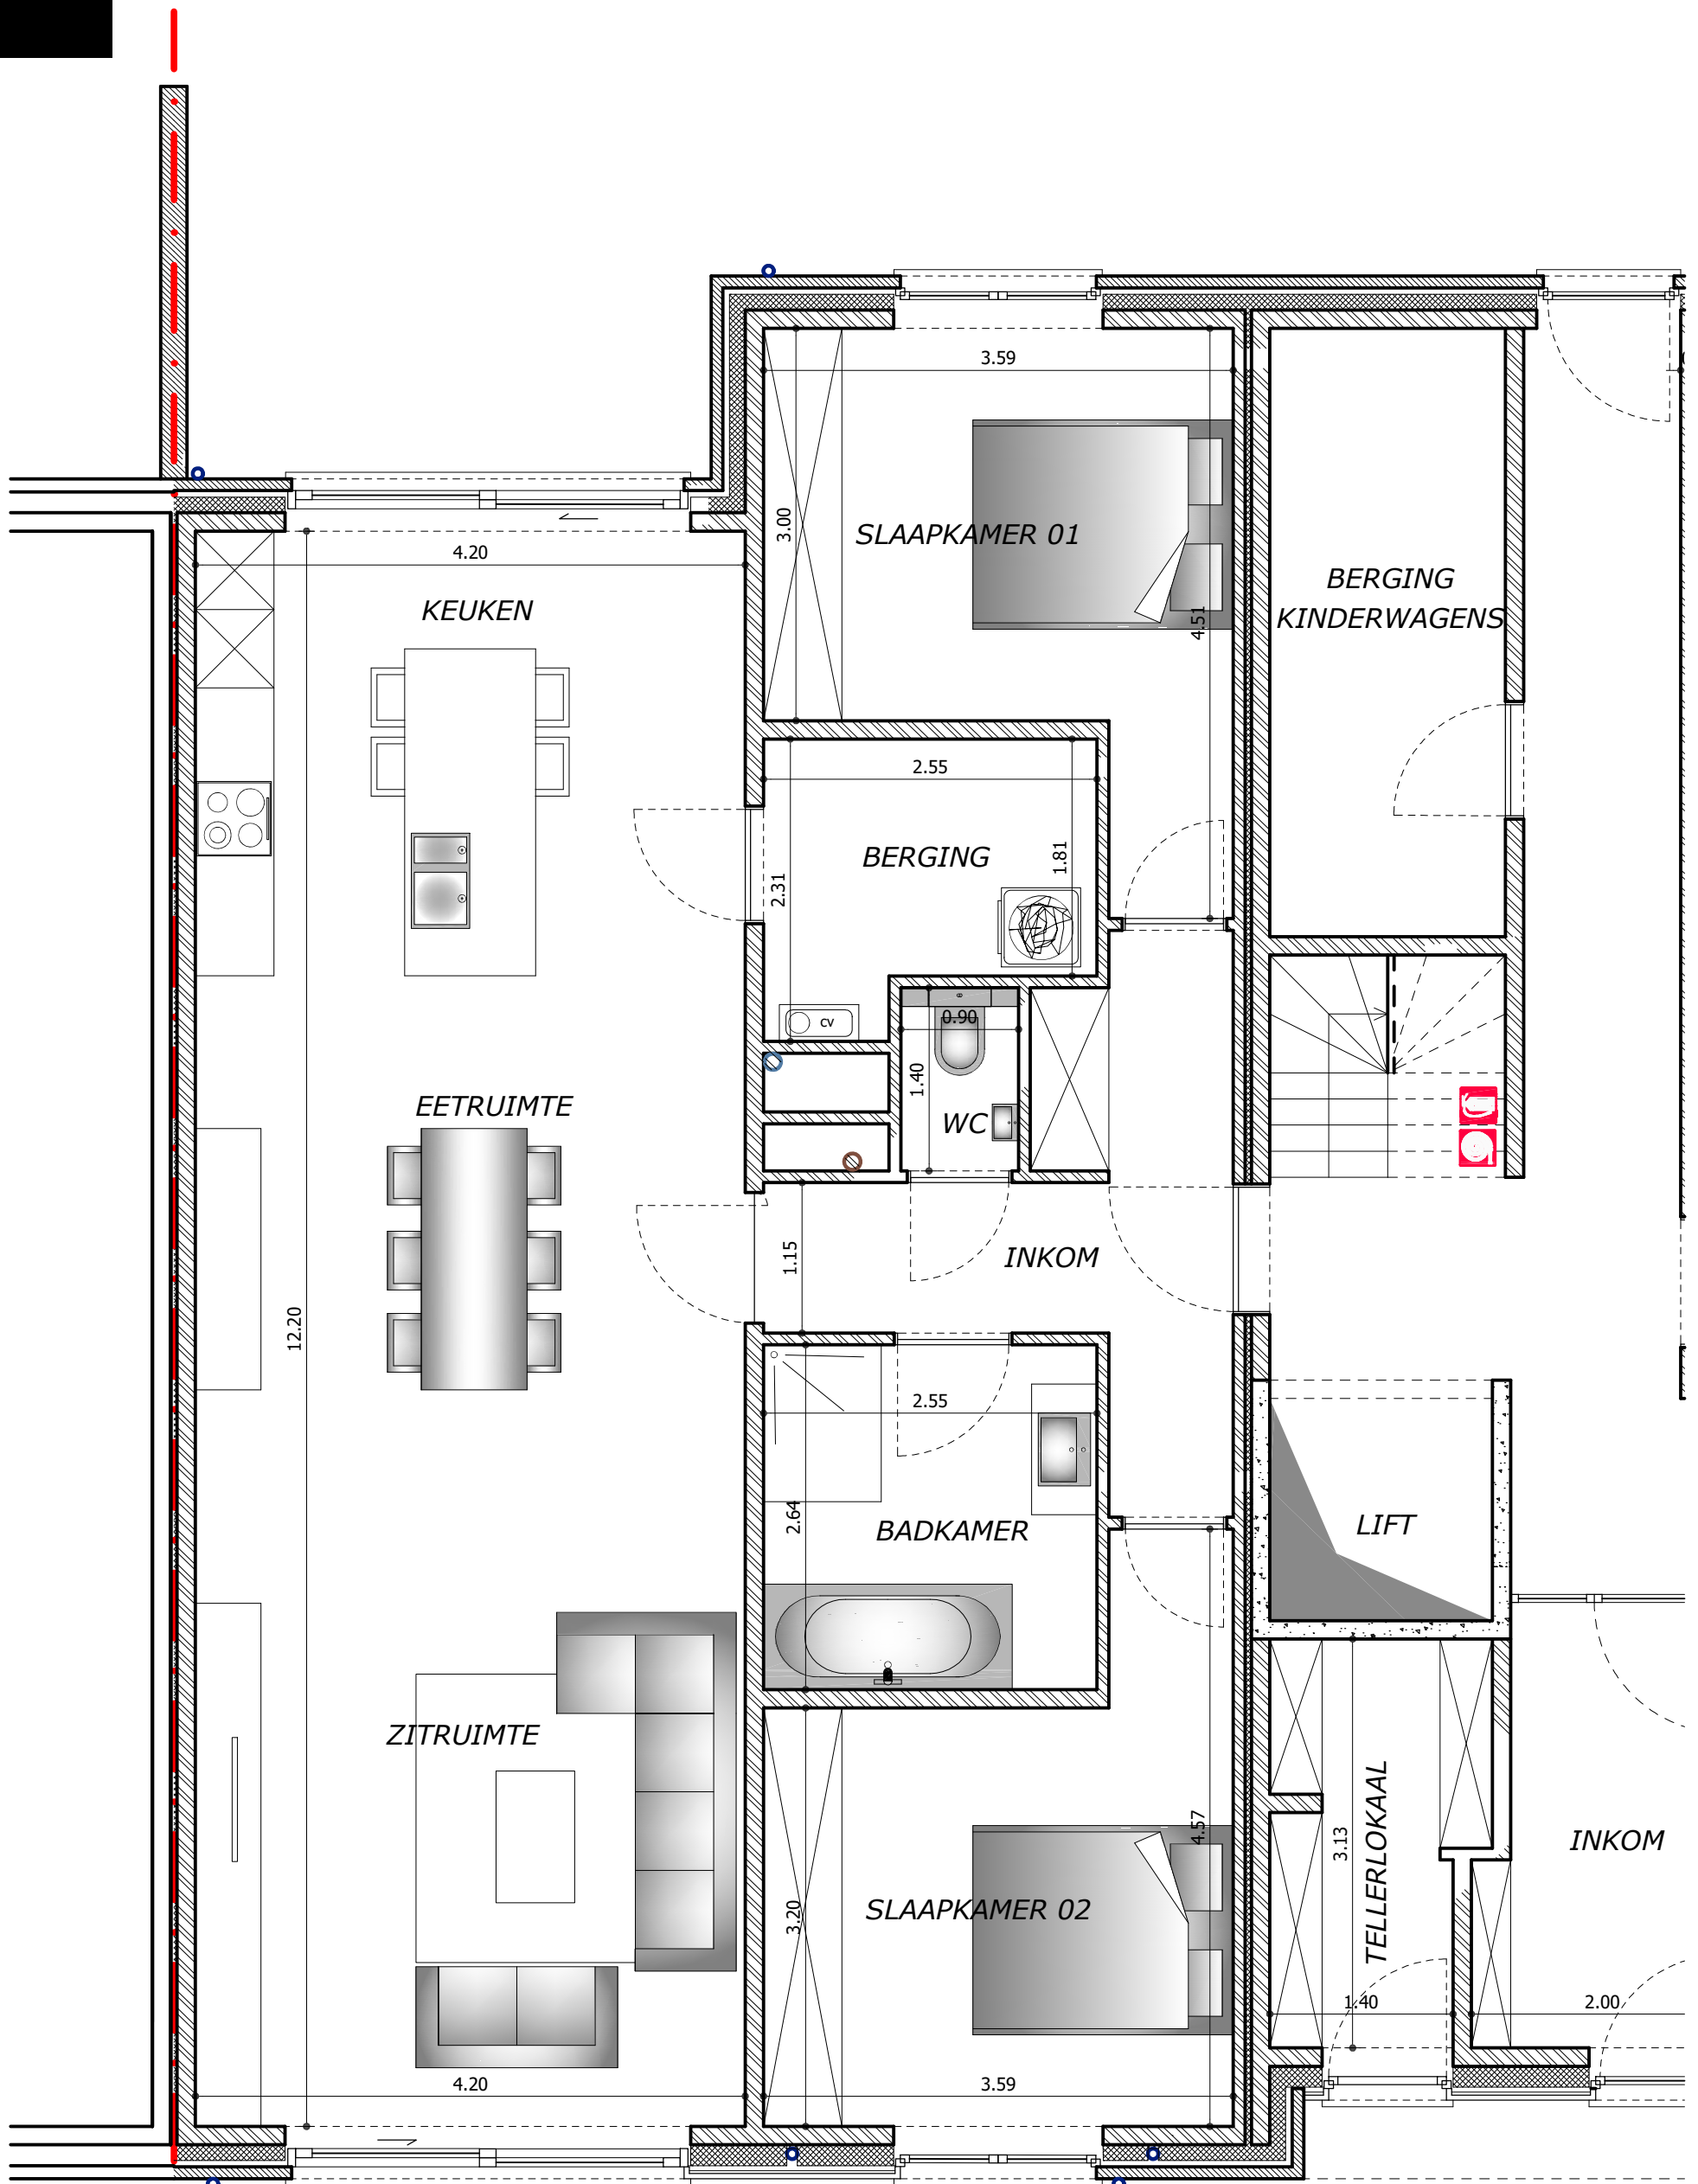 3.59
3.00
SLAAPKAMER 01
4.51
4.20
KEUKEN
BERGING
KINDERWAGENS
2.55
BERGING
1.81
2.31
CV
0.90
1.40
WC
EETRUIMTE
1.15
INKOM
12.20
2.55
2.64
BADKAMER
LIFT
ZITRUIMTE
4.57
3.20
SLAAPKAMER 02
3.13
TELLERLOKAAL
INKOM
1.40
2.00
4.20
3.59